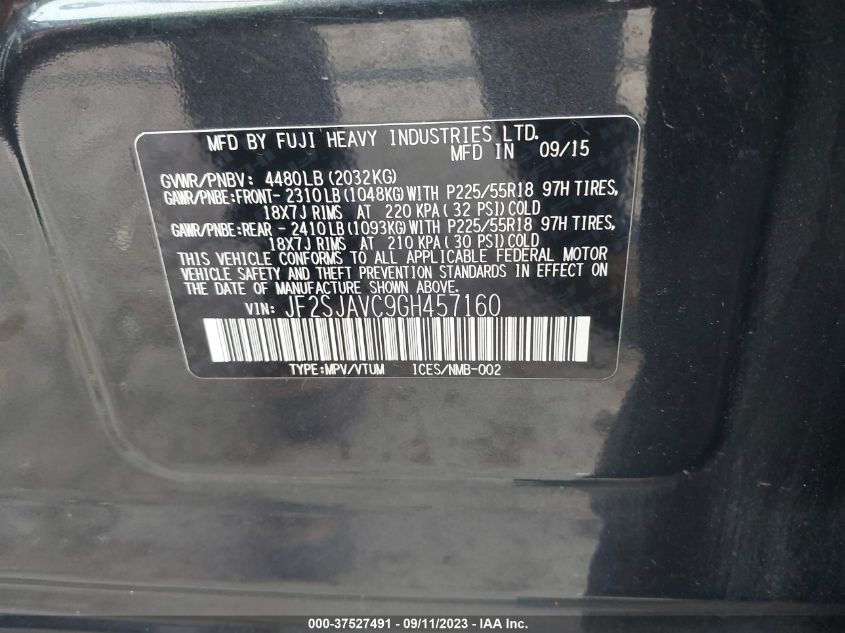 MFD BY FUJI HEAVY INDUSTRIES LTD.
MFD IN 09/15
GVWR/PNBV: 4480LB (2032KG)
GAWR/PNBE:FRONT- 2310LB (1048KG) WITH P225/55R18 97H TIRES,
18X7J RIMS AT 220 KPA (32 PSI) COLD
GAWR/PNBE:REAR - 2410LB (1093KG) WITH P225/55R18 97H TIRES,
18X7J RIMS AT 210 KPA (30 PSI) COLD
THIS VEHICLE CONFORMS TO ALL APPLICABLE FEDERAL MOTOR
VEHICLE SAFETY AND THEFT PREVENTION STANDARDS IN EFFECT ON
THE DATE OF MANUFACTURE SHOWN ABOVE.
VIN: JF2SJAVC9GH457160
TYPE:MPV/VTUM ICES/NMB-002
000-37527491 - 09/11/2023 - IAA Inc.